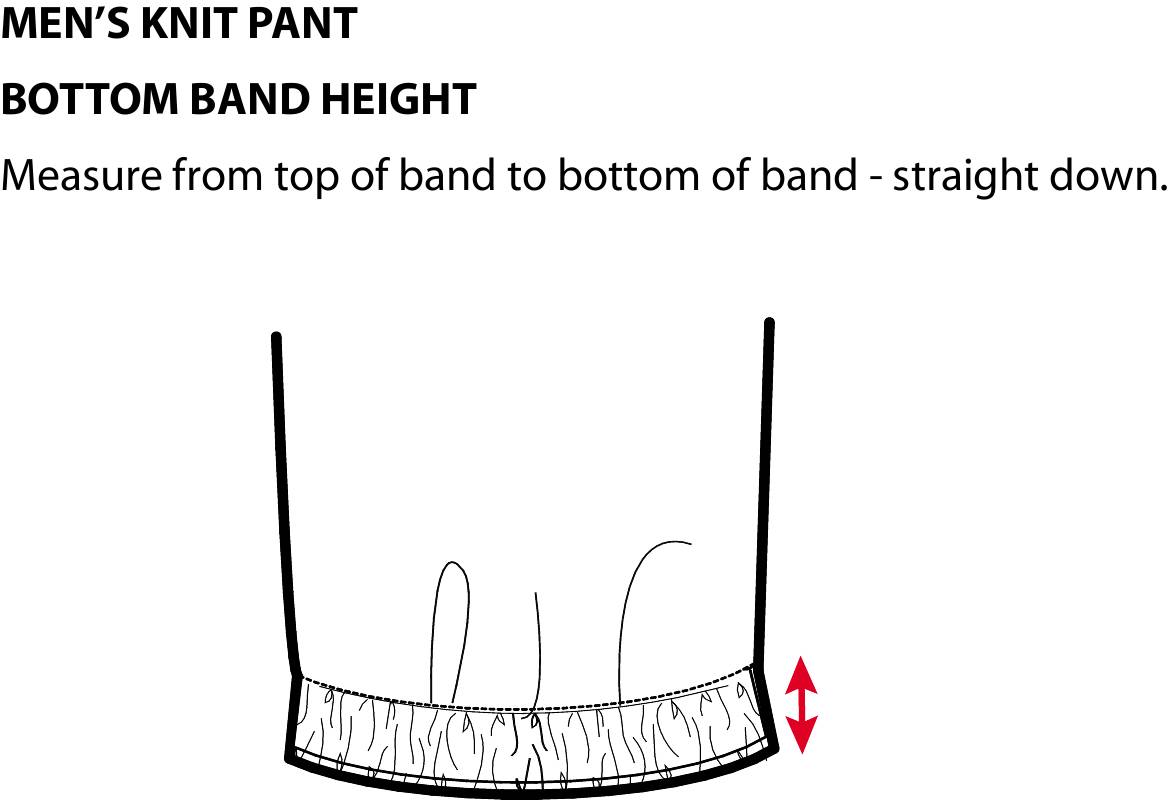 MEN’S KNIT PANT
BOTTOM BAND HEIGHT
Measure from top of band to bottom of band - straight down.